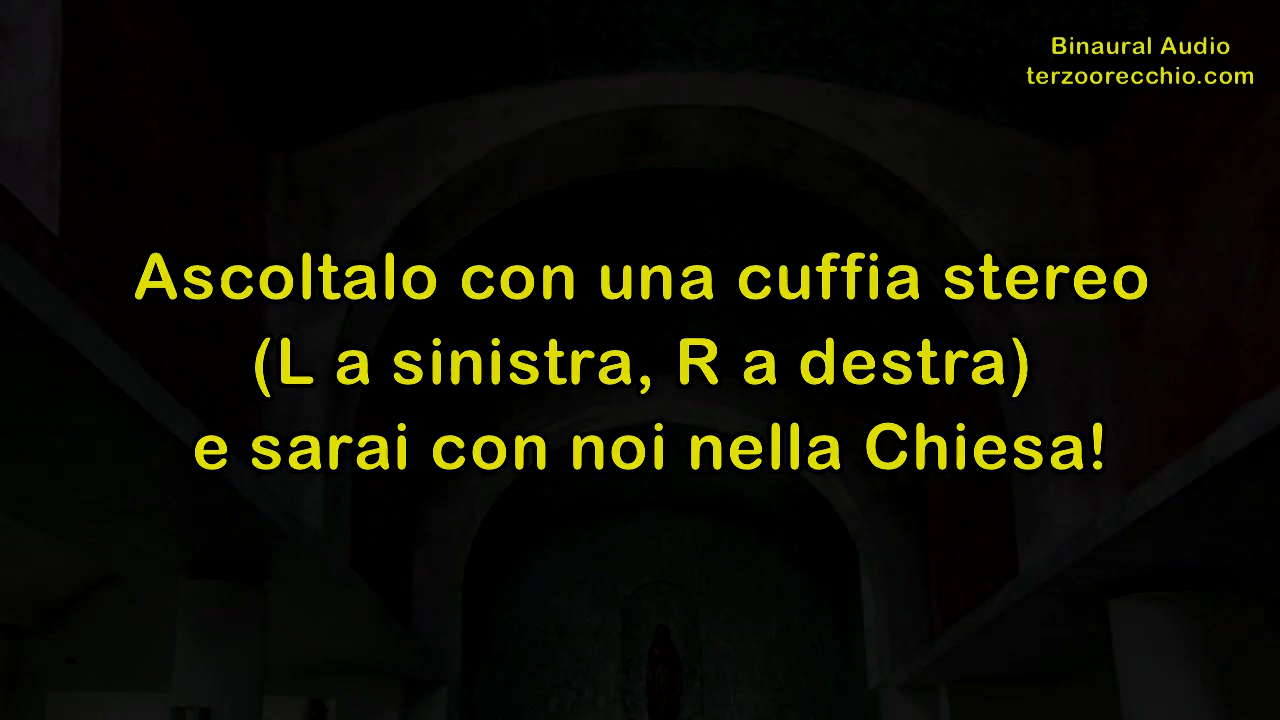 Binaural Audio
terzoorecchio.com
Ascoltalo con una cuffia stereo
(L a sinistra, R a destra)
e sarai con noi nella Chiesa!